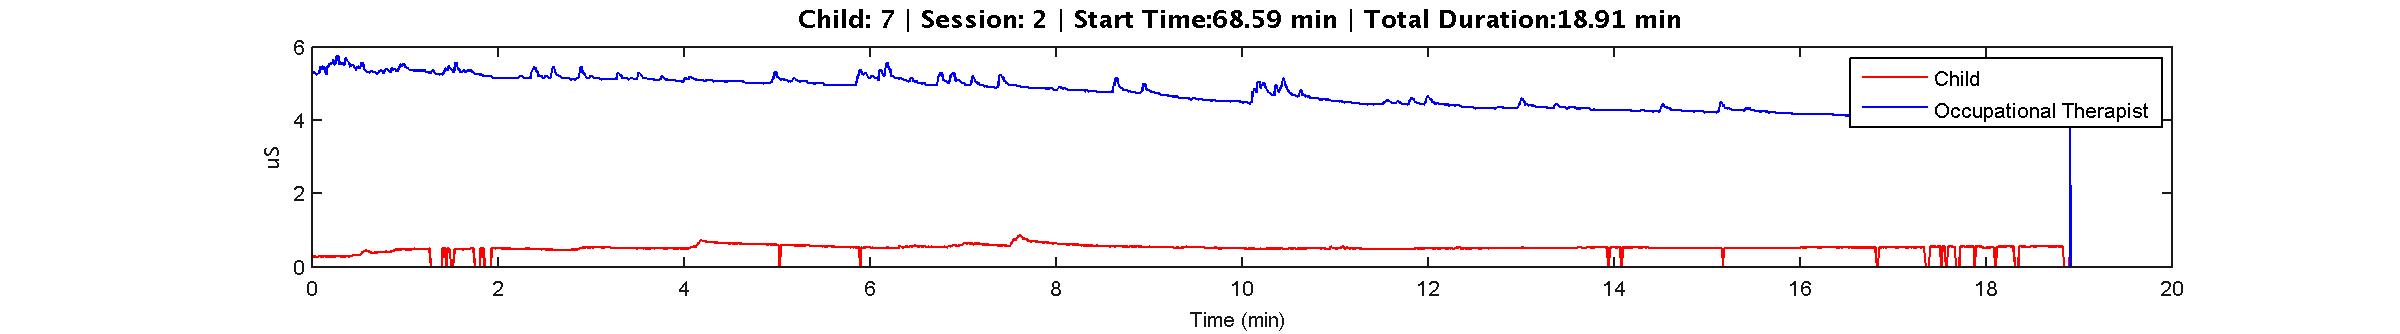 Child: 7 | Session: 2 | Start Time:68.59 min | Total Duration:18.91 min
6
4
2
0
uS
Child
Occupational Therapist
0 2 4 6 8 10 12 14 16 18 20
Time (min)